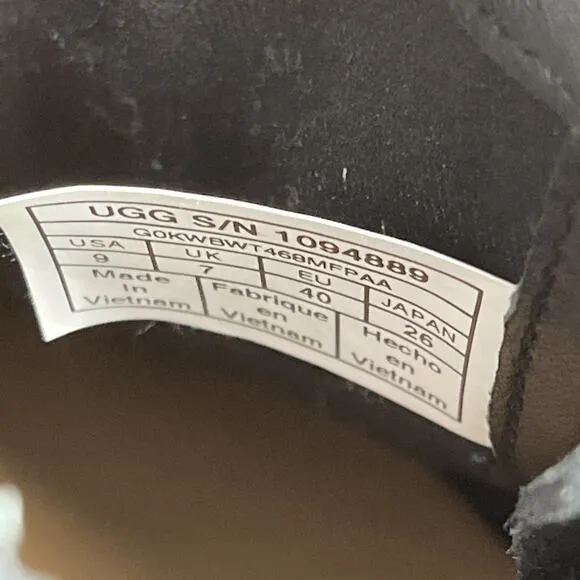 UGG S/N 1094889
G0KWBWT468MFPAA
USA UK EU JAPAN
9 7 40 26
Made In Vietnam
Fabrique en Vietnam
Hecho en Vietnam